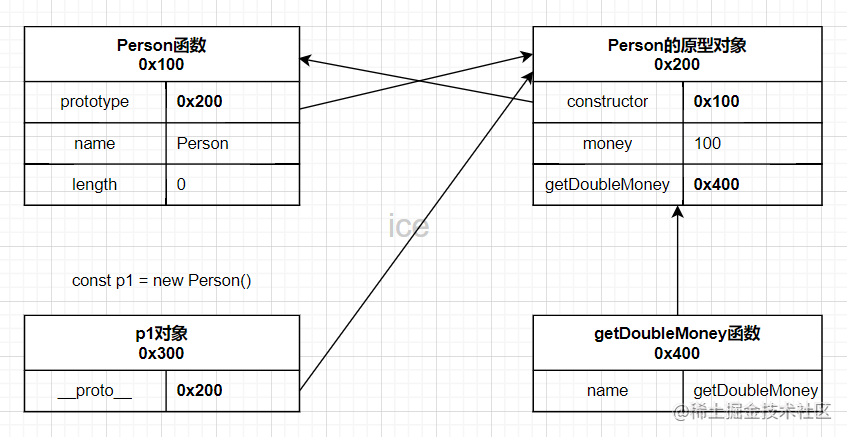 Person函数
0x100
prototype 0x200
name Person
length 0
Person的原型对象
0x200
constructor 0x100
money 100
getDoubleMoney 0x400
ice
const p1 = new Person()
p1对象
0x300
__proto__ 0x200
getDoubleMoney函数
0x400
name getDoubleMoney
@稀土掘金技术社区